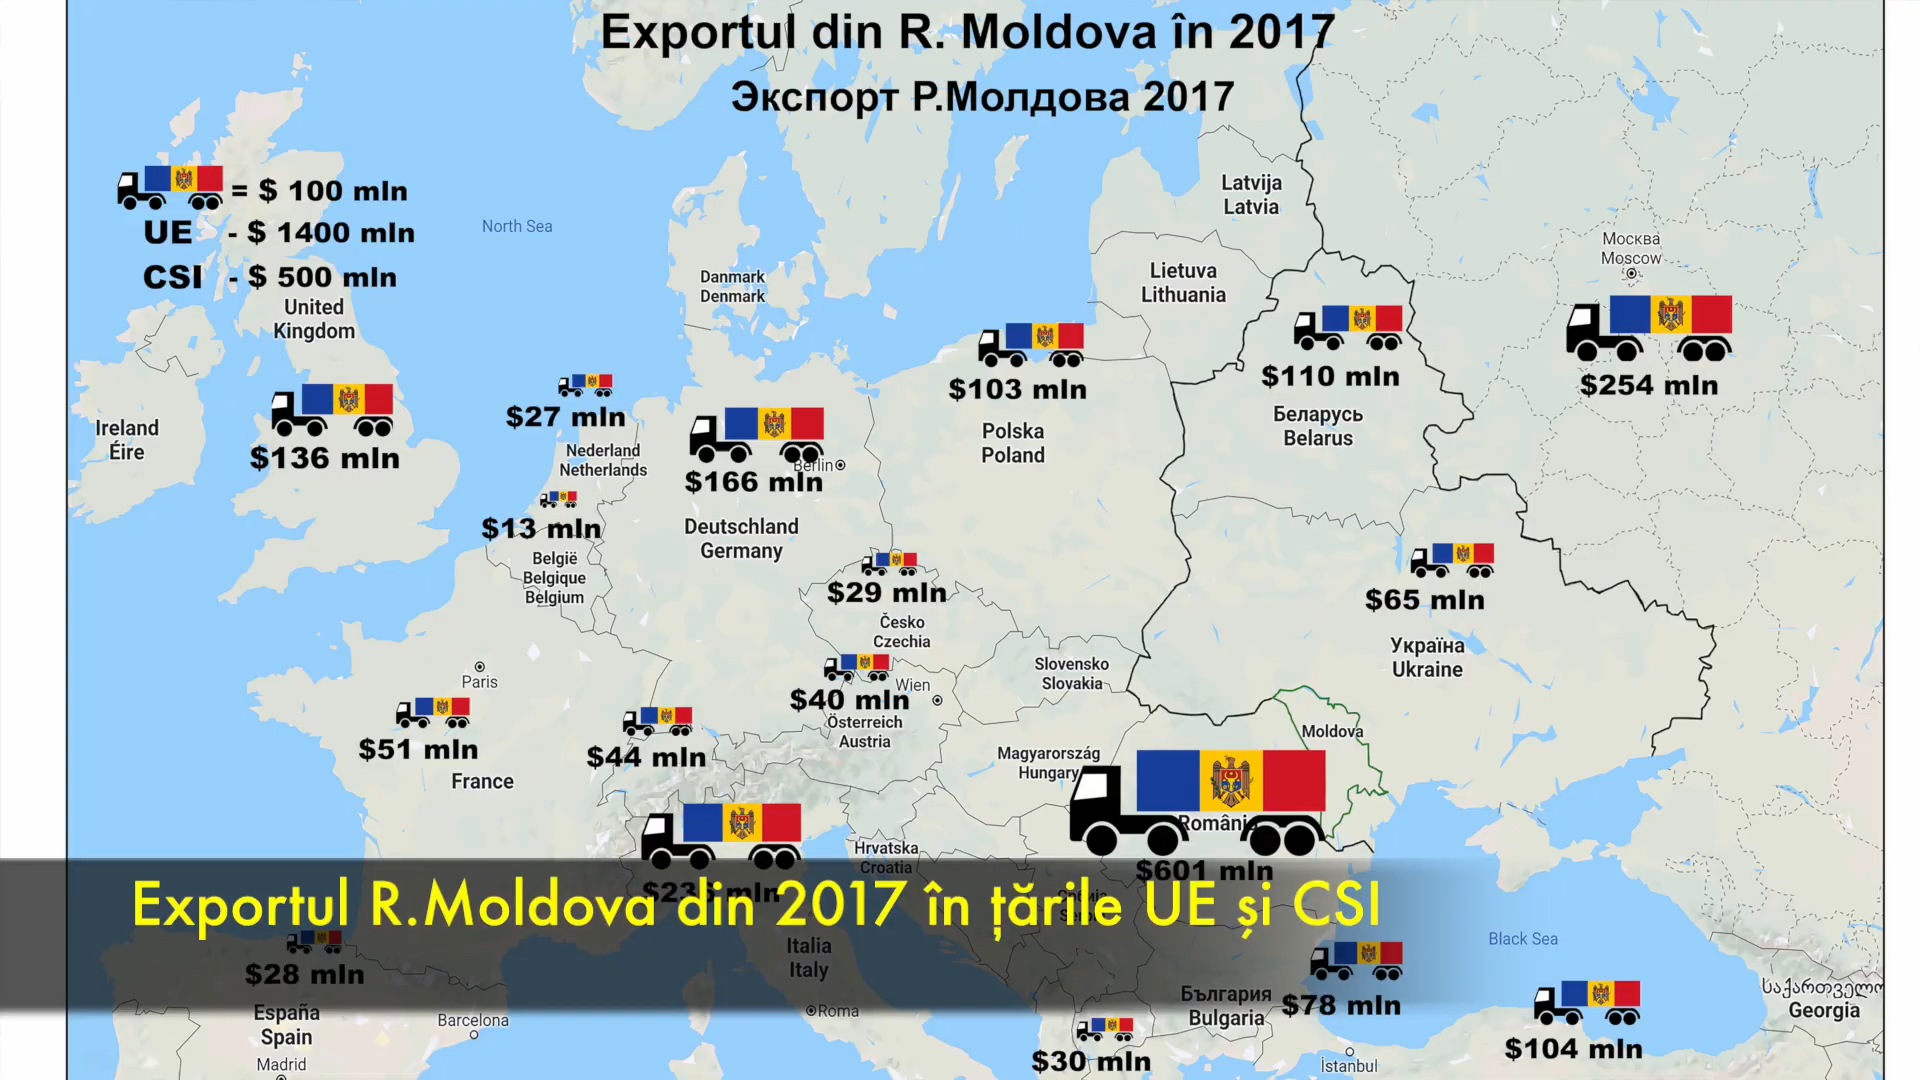 Exportul din R. Moldova în 2017
Экспорт Р.Молдова 2017
= $ 100 mln
UE - $ 1400 mln
CSI - $ 500 mln
North Sea
Latvija
Latvia
Москва
Moscow
Lietuva
Lithuania
Danmark
Denmark
United
Kingdom
$103 mln
$110 mln
$254 mln
Polska
Poland
Беларусь
Belarus
Ireland
Éire
$136 mln
$27 mln
Nederland
Netherlands
Berlin
$166 mln
Deutschland
Germany
$13 mln
België
Belgique
Belgium
$29 mln
Česko
Czechia
$65 mln
Україна
Ukraine
Slovensko
Slovakia
Paris
Wien
$40 mln
Österreich
Austria
$51 mln
France
$44 mln
Moldova
Magyarország
Hungary
$601 mln
Hrvatska
Croatia
Exportul R.Moldova din 2017 în țările UE și CSI
$28 mln
España
Spain
Madrid
Barcelona
Italia
Italy
Roma
Black Sea
България
Bulgaria
$78 mln
$30 mln
İstanbul
$104 mln
საქართველო
Georgia